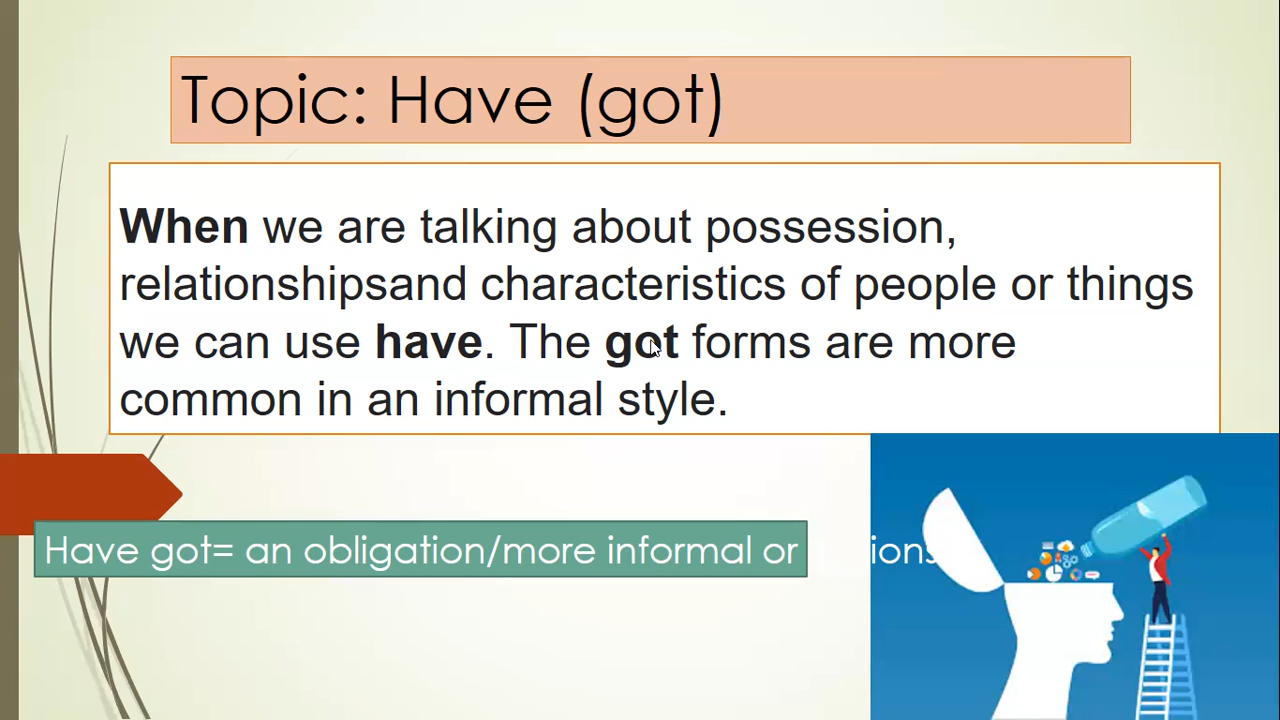 Topic: Have (got)
When we are talking about possession,
relationshipsand characteristics of people or things
we can use have. The got forms are more
common in an informal style.
Have got= an obligation/more informal or